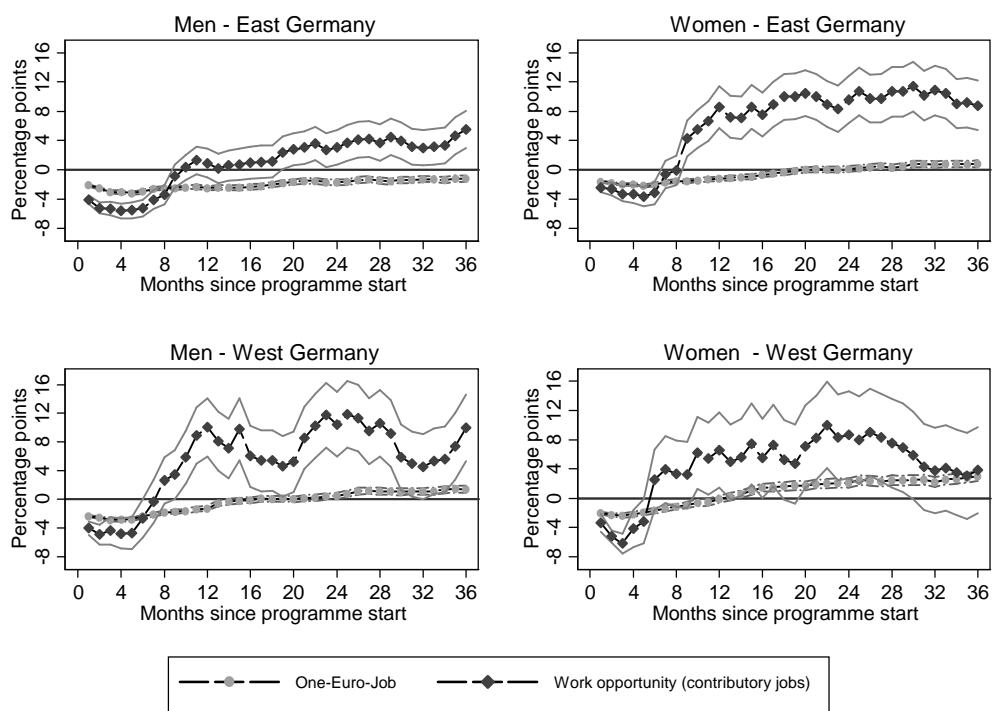 Men - East Germany
Percentage points
16
12
8
4
0
-4
-8
0 4 8 12 16 20 24 28 32 36
Months since programme start
Women - East Germany
Percentage points
16
12
8
4
0
-4
-8
0 4 8 12 16 20 24 28 32 36
Months since programme start
Men - West Germany
Percentage points
16
12
8
4
0
-4
-8
0 4 8 12 16 20 24 28 32 36
Months since programme start
Women - West Germany
Percentage points
16
12
8
4
0
-4
-8
0 4 8 12 16 20 24 28 32 36
Months since programme start
One-Euro-Job
Work opportunity (contributory jobs)